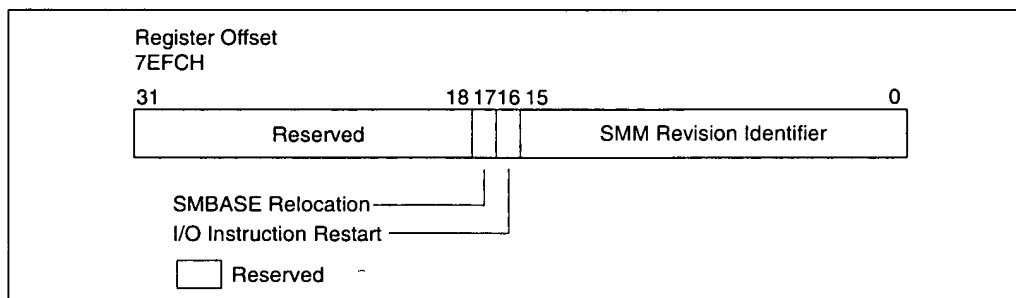 Register Offset
7EFCH
31 18 17 16 15 0
Reserved SMM Revision Identifier
SMBASE Relocation
I/O Instruction Restart
Reserved